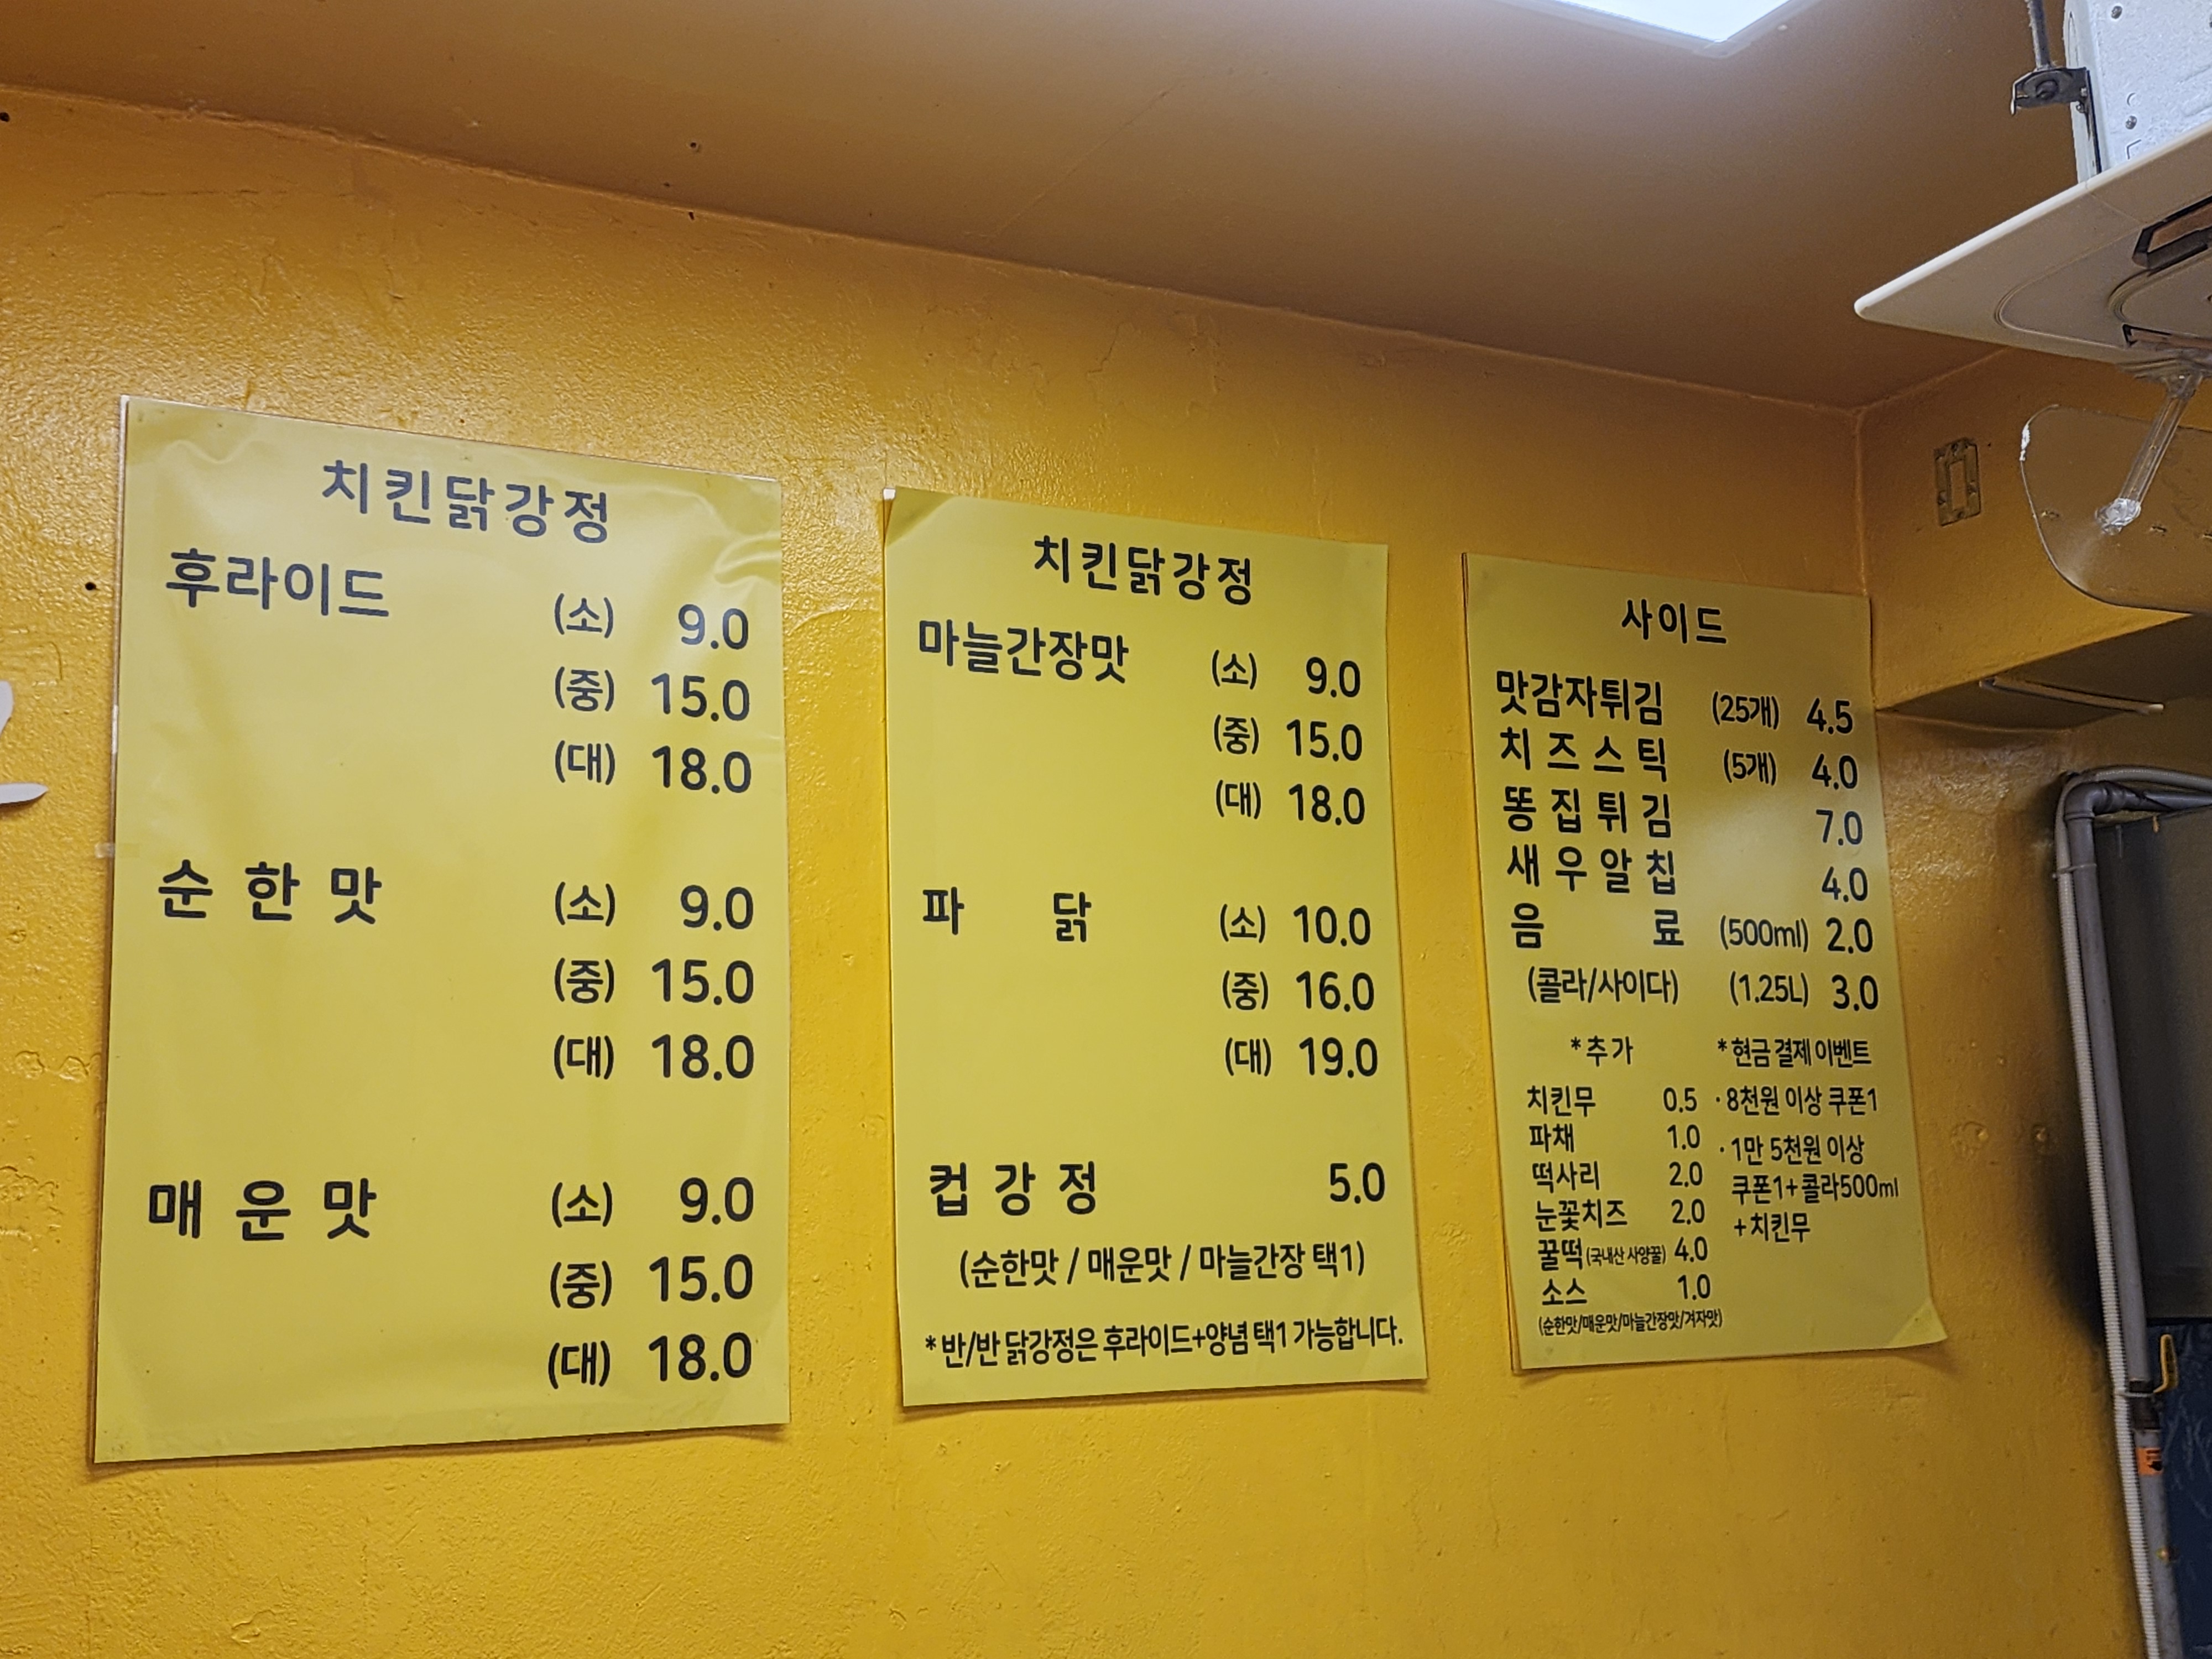 치킨닭강정
후라이드 (소) 9.0
(중) 15.0
(대) 18.0
순한맛 (소) 9.0
(중) 15.0
(대) 18.0
매운맛 (소) 9.0
(중) 15.0
(대) 18.0
치킨닭강정
마늘간장맛 (소) 9.0
(중) 15.0
(대) 18.0
파닭 (소) 10.0
(중) 16.0
(대) 19.0
컵강정 5.0
(순한맛 / 매운맛 / 마늘간장 택1)
*반/반 닭강정은 후라이드+양념 택1 가능합니다.
사이드
맛감자튀김 (25개) 4.5
치즈스틱 (5개) 4.0
똥집튀김 7.0
새우알칩 4.0
음료 (500ml) 2.0
(콜라/사이다) (1.25L) 3.0
*추가
치킨무 0.5
파채 1.0
떡사리 2.0
눈꽃치즈 2.0
꿀떡(국내산 사양꿀) 4.0
소스 1.0
(순한맛/매운맛/마늘간장맛/겨자맛)
*현금 결제 이벤트
·8천원 이상 쿠폰1
·1만 5천원 이상
쿠폰1+콜라500ml
+치킨무